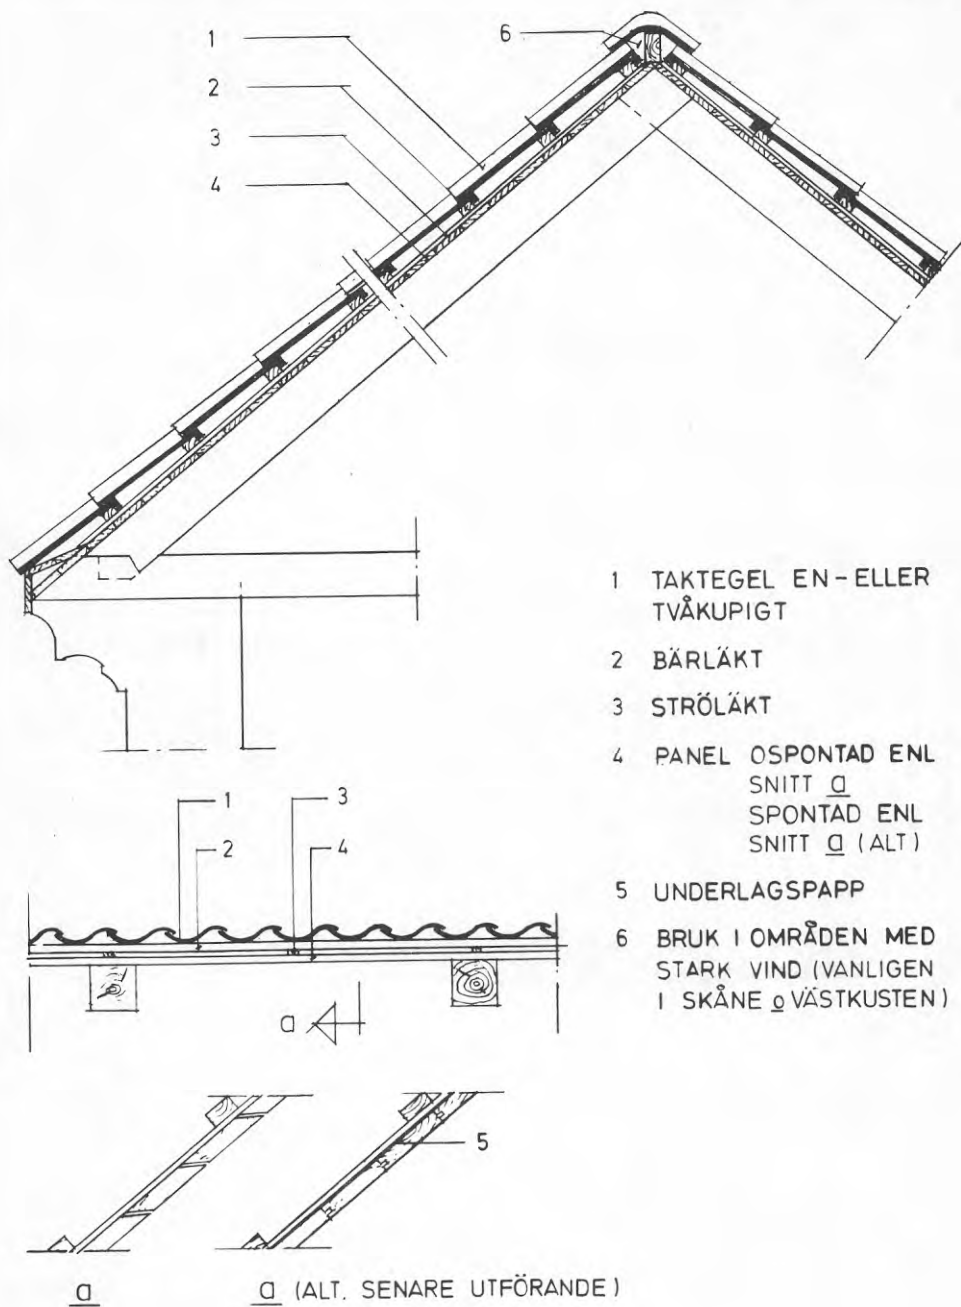 1
2
3
4
6
1 TAKTEGEL EN-ELLER
TVÅKUPIGT
2 BÄRLÄKT
3 STRÖLÄKT
4 PANEL OSPONTAD ENL
SNITT a
SPONTAD ENL
SNITT a (ALT)
5 UNDERLAGSPAPP
6 BRUK I OMRÅDEN MED
STARK VIND (VANLIGEN
I SKÅNE o VÄSTKUSTEN)
1
2
3
4
a
5
a
a (ALT. SENARE UTFÖRANDE)